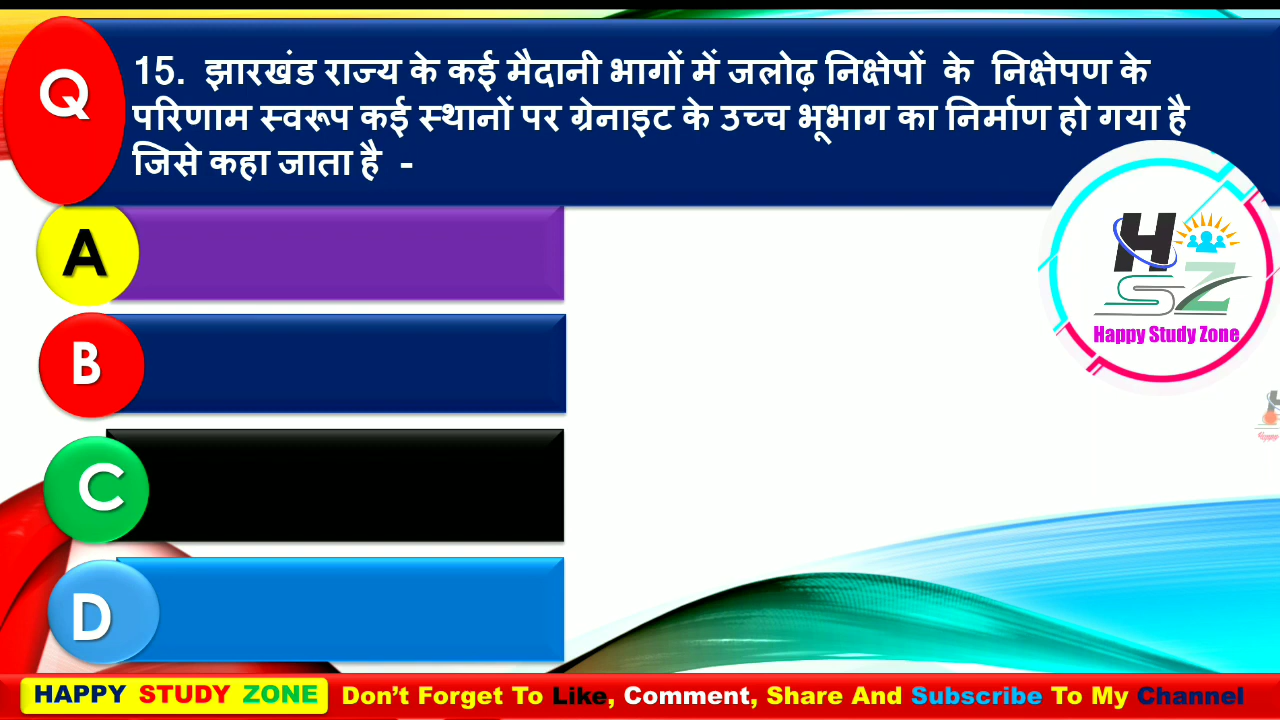 Q
15. झारखंड राज्य के कई मैदानी भागों में जलोढ़ निक्षेपों के निक्षेपण के
परिणाम स्वरूप कई स्थानों पर ग्रेनाइट के उच्च भूभाग का निर्माण हो गया है
जिसे कहा जाता है -
A
B
C
D
H
SZ
Happy Study Zone
HAPPY STUDY ZONE Don't Forget To Like, Comment, Share And Subscribe To My Channel